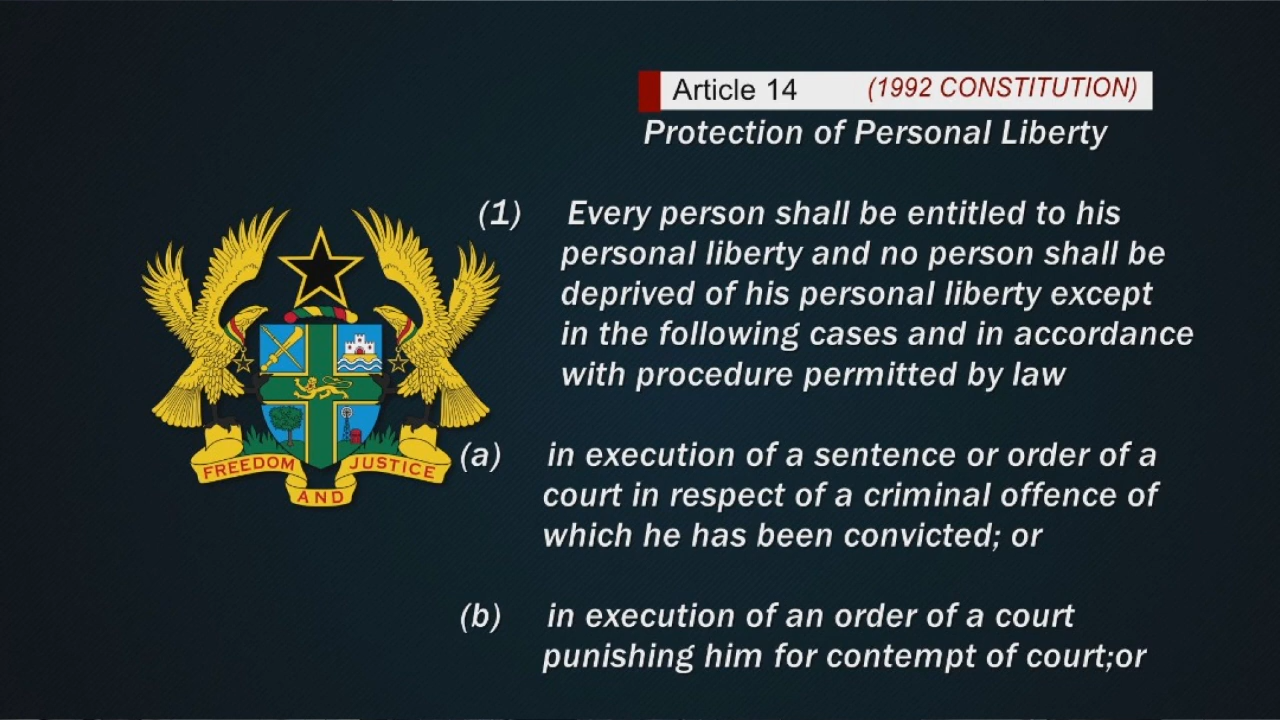 Article 14 (1992 CONSTITUTION)
Protection of Personal Liberty
(1) Every person shall be entitled to his
personal liberty and no person shall be
deprived of his personal liberty except
in the following cases and in accordance
with procedure permitted by law
(a) in execution of a sentence or order of a
court in respect of a criminal offence of
which he has been convicted; or
(b) in execution of an order of a court
punishing him for contempt of court;or
FREEDOM
AND
JUSTICE